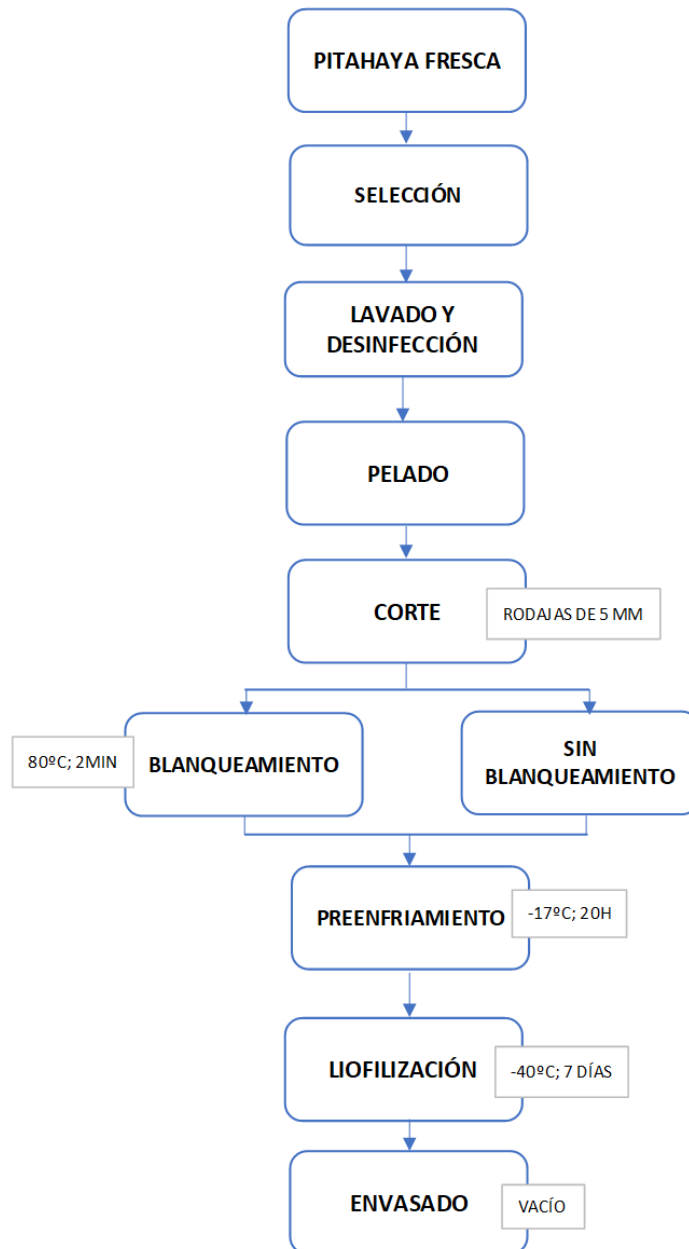 PITAHAYA FRESCA
SELECCIÓN
LAVADO Y
DESINFECCIÓN
PELADO
CORTE
RODAJAS DE 5 MM
80ºC; 2MIN
BLANQUEAMIENTO
SIN
BLANQUEAMIENTO
PREENFRIAMIENTO
-17ºC; 20H
LIOFILIZACIÓN
-40ºC; 7 DÍAS
ENVASADO
VACÍO